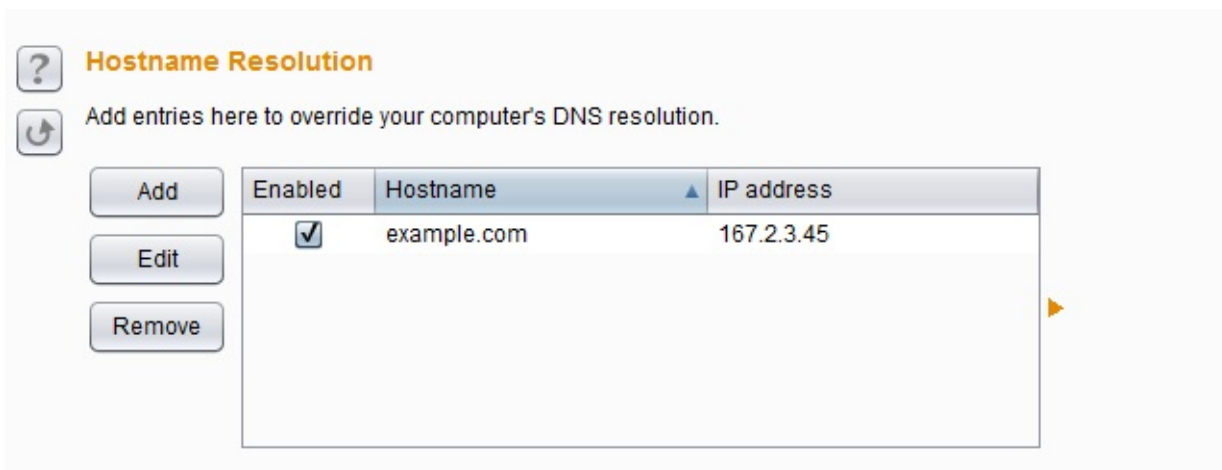 ?
Hostname Resolution
Add entries here to override your computer's DNS resolution.
Add
Enabled Hostname IP address
example.com 167.2.3.45
Edit
Remove